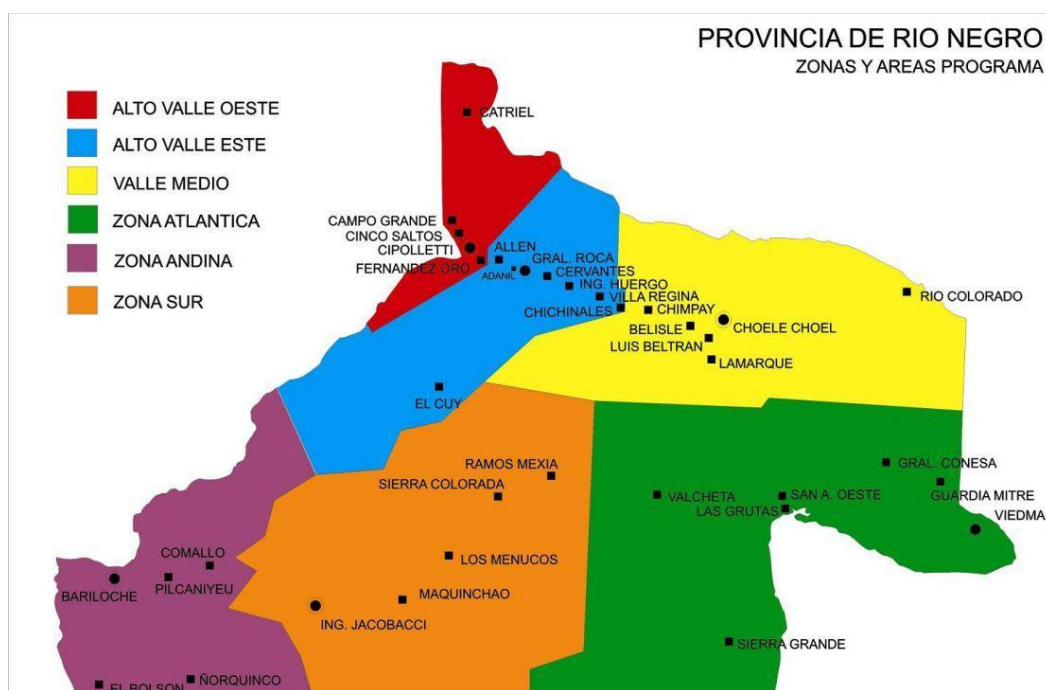 PROVINCIA DE RIO NEGRO
ZONAS Y AREAS PROGRAMA
ALTO VALLE OESTE
ALTO VALLE ESTE
VALLE MEDIO
ZONA ATLANTICA
ZONA ANDINA
ZONA SUR
CATRIEL
CAMPO GRANDE
CINCO SALTOS
CIPOLLETTI
FERNANDEZ ORO
ALLEN
ADANIL
GRAL. ROCA
CERVANTES
ING. HUERGO
VILLA REGINA
CHICHINALES
CHIMPAY
BELISLE
CHOELE CHOEL
LUIS BELTRAN
LAMARQUE
RIO COLORADO
EL CUY
RAMOS MEXIA
SIERRA COLORADA
VALCHETA
SAN A. OESTE
LAS GRUTAS
GRAL. CONESA
GUARDIA MITRE
VIEDMA
COMALLO
PILCANIYEU
BARILOCHE
LOS MENUCOS
MAQUINCHAO
ING. JACOBACCI
SIERRA GRANDE
ÑORQUINCO
EL BOLSON